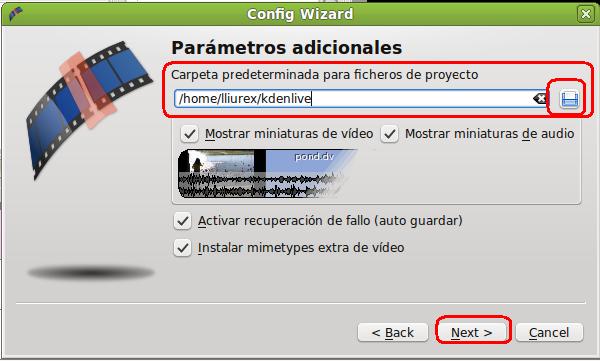 Config Wizard
Parámetros adicionales
Carpeta predeterminada para ficheros de proyecto
/home/lliurex/kdenlive
Mostrar miniaturas de vídeo Mostrar miniaturas de audio
pond.dv
Activar recuperación de fallo (auto guardar)
Instalar mimetypes extra de vídeo
< Back Next > Cancel